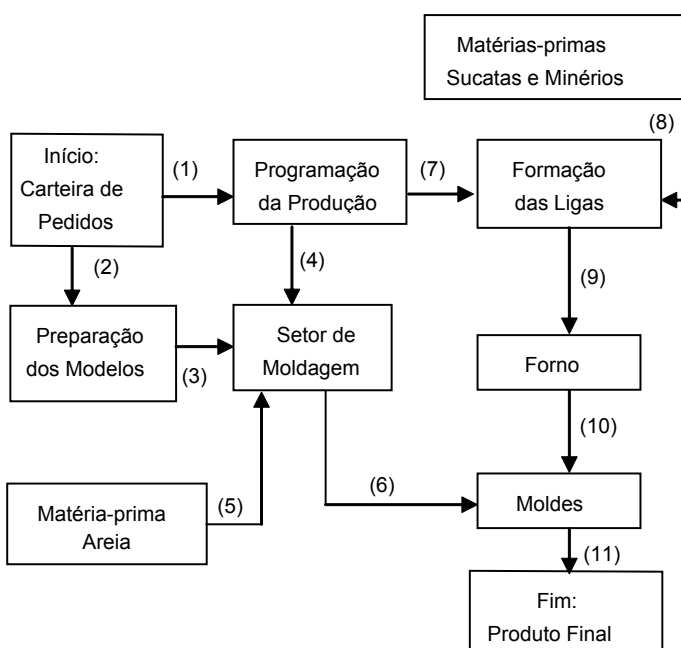 Matérias-primas
Sucatas e Minérios
(8)
Início:
Carteira de
Pedidos
(1)
Programação
da Produção
(7)
Formação
das Ligas
(2)
(4)
(9)
Preparação
dos Modelos
(3)
Setor de
Moldagem
Forno
(10)
Matéria-prima
Areia
(5)
(6)
Moldes
(11)
Fim:
Produto Final